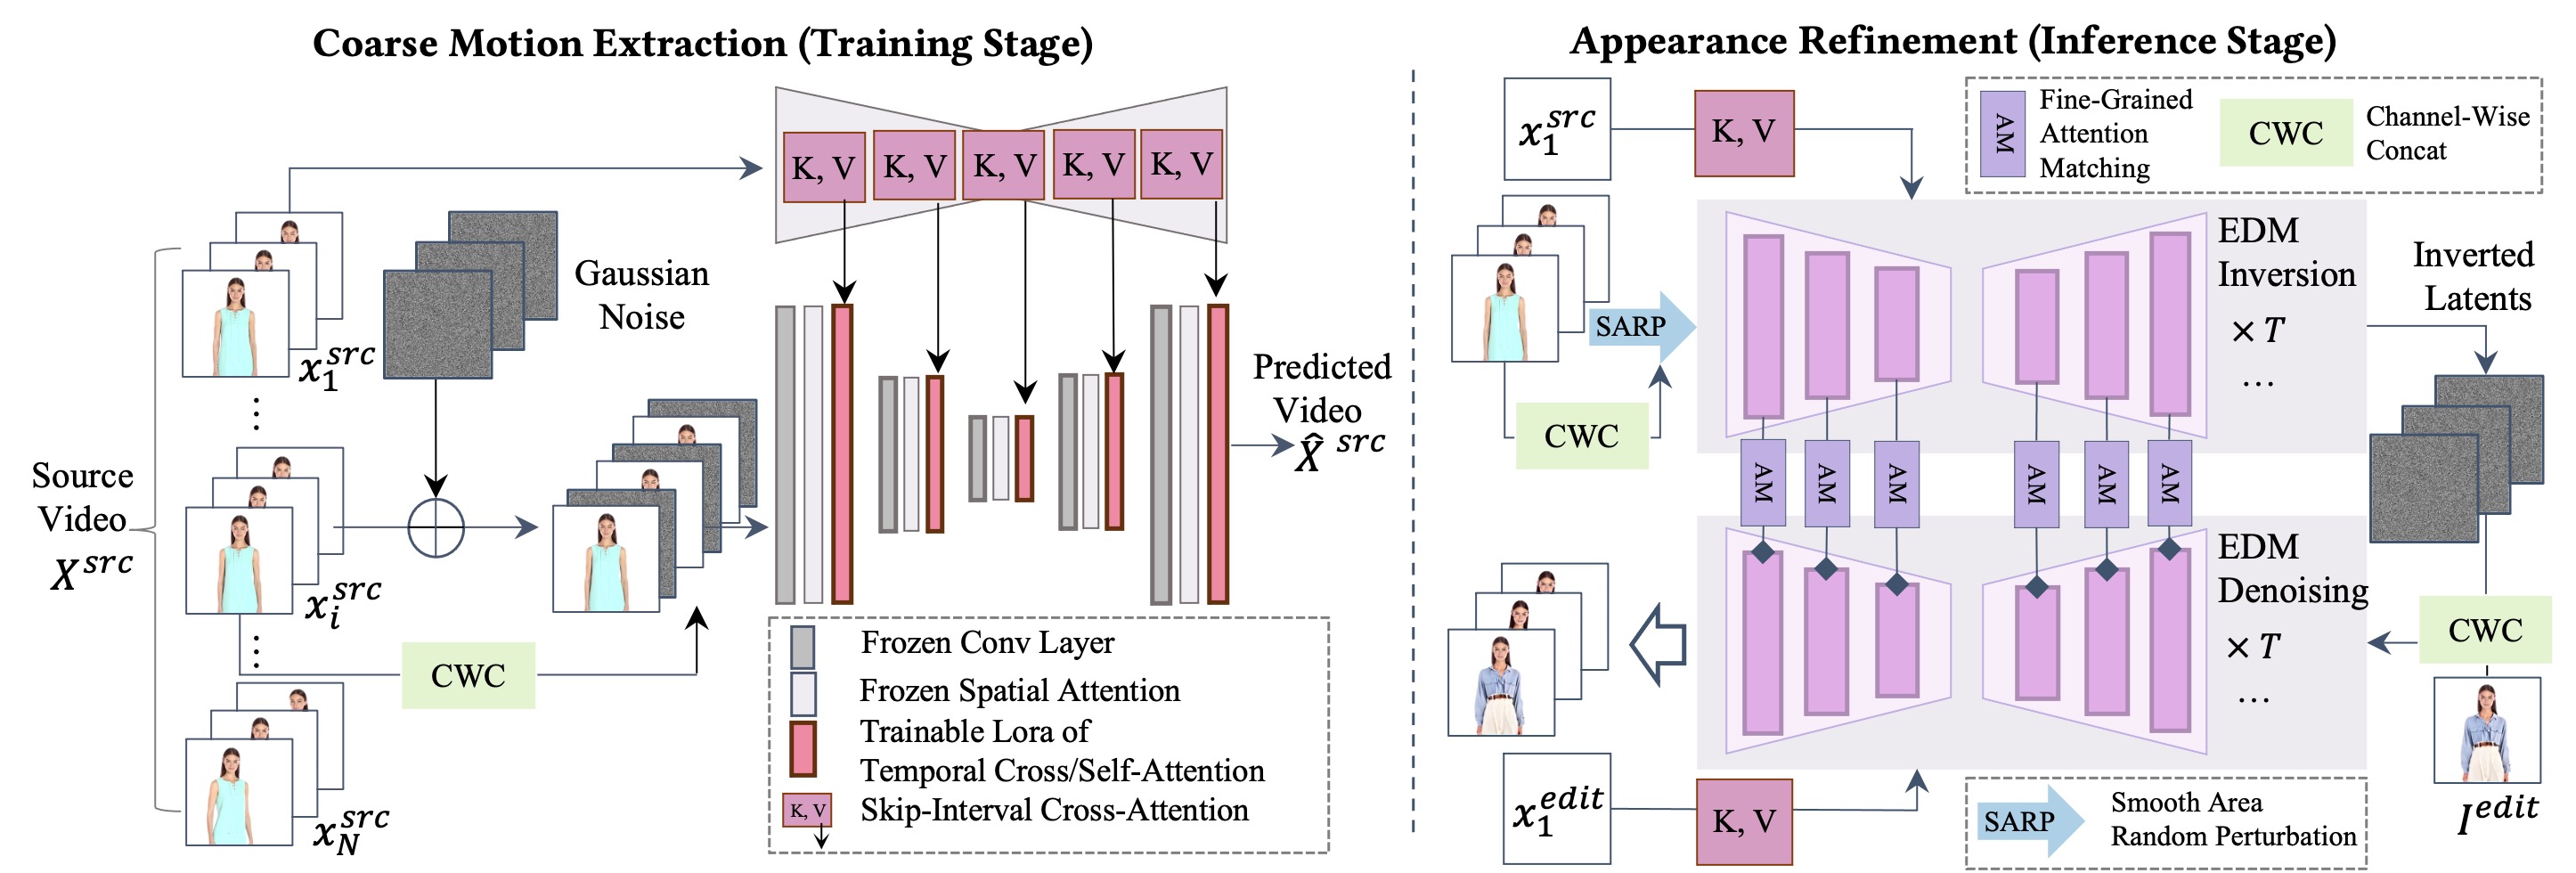 Coarse Motion Extraction (Training Stage)
K, V
K, V
K, V
K, V
K, V
Gaussian
Noise
x_1^{src}
⋮
Source
Video
X^{src}
x_i^{src}
⋮
CWC
x_N^{src}
Predicted
Video
X̂^{src}
Frozen Conv Layer
Frozen Spatial Attention
Trainable Lora of
Temporal Cross/Self-Attention
K, V
Skip-Interval Cross-Attention
Appearance Refinement (Inference Stage)
x_1^{src}
K, V
AM
Fine-Grained
Attention
Matching
CWC
Channel-Wise
Concat
SARP
CWC
EDM
Inversion
× T
...
Inverted
Latents
AM
AM
AM
AM
AM
AM
EDM
Denoising
× T
...
CWC
I^{edit}
x_1^{edit}
K, V
SARP
Smooth Area
Random Perturbation